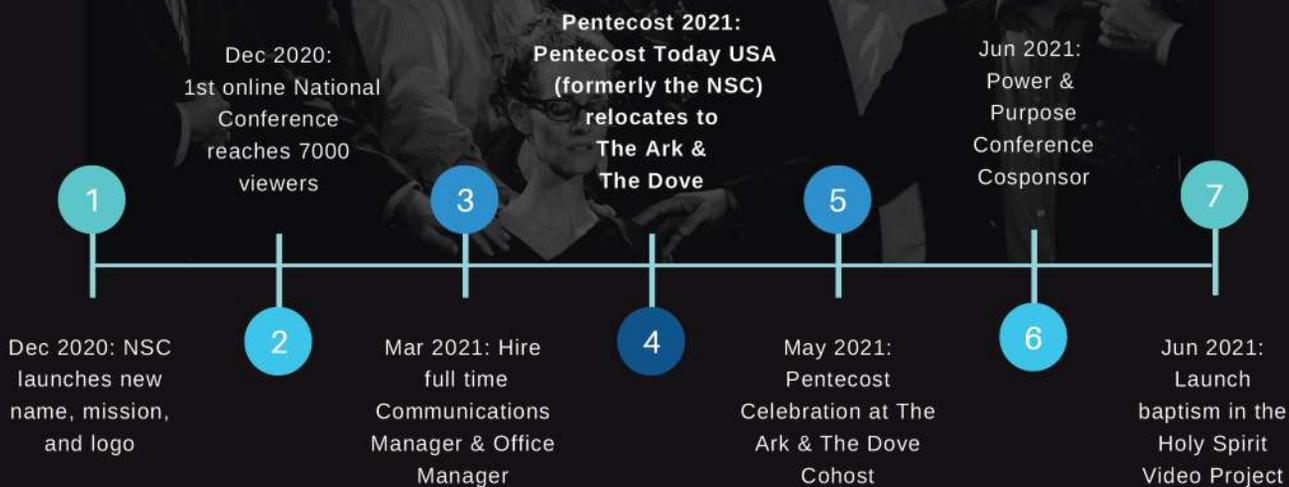 1
Dec 2020: NSC
launches new
name, mission,
and logo
Dec 2020:
1st online National
Conference
reaches 7000
viewers
2
3
Mar 2021: Hire
full time
Communications
Manager & Office
Manager
Pentecost 2021:
Pentecost Today USA
(formerly the NSC)
relocates to
The Ark &
The Dove
4
5
May 2021:
Pentecost
Celebration at The
Ark & The Dove
Cohost
Jun 2021:
Power &
Purpose
Conference
Cosponsor
6
7
Jun 2021:
Launch
baptism in the
Holy Spirit
Video Project